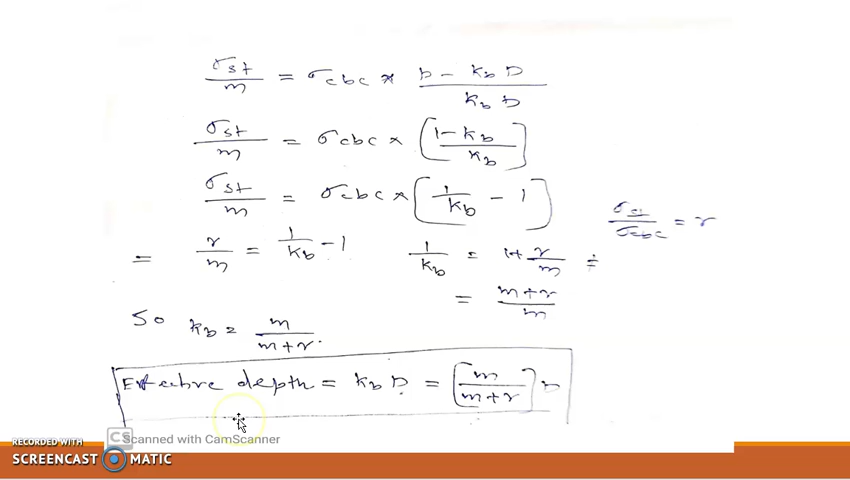 σst/m = σcbc * D - kb D / kb D
σst/m = σcbc * [1 - kb / kb]
σst/m = σcbc * [1/kb - 1]
σst/σcbc = r
= r/m = 1/kb - 1 1/kb = 1 + r/m =
= m + r / m
So kb = m / m + r.
Effective depth = kb D = [m / m + r] D
CS Scanned with CamScanner
RECORDED WITH
SCREENCAST MATIC